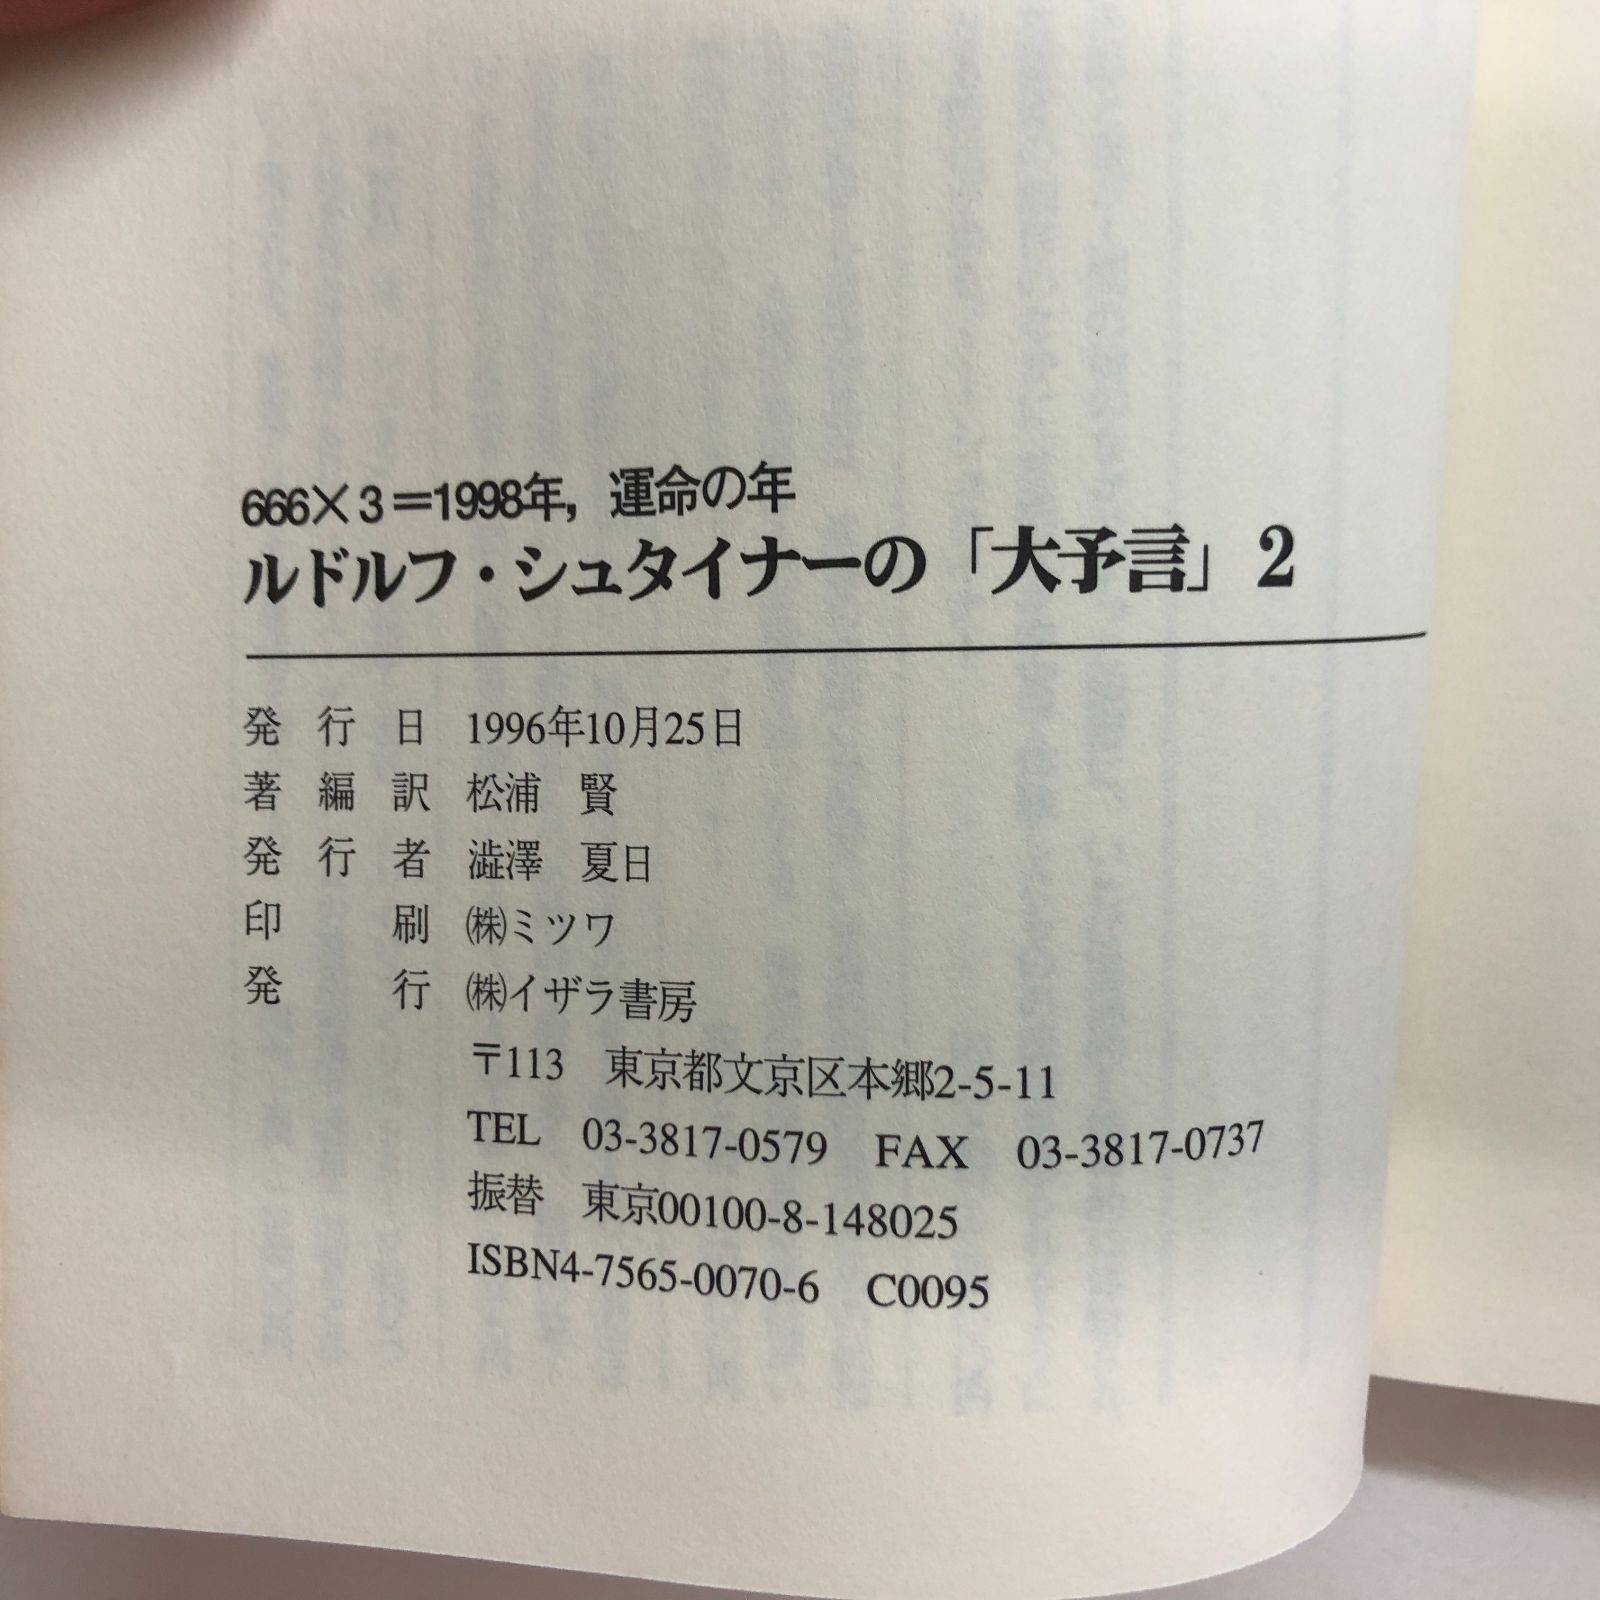 666×3＝1998年，運命の年
ルドルフ・シュタイナーの「大予言」2
発行日 1996年10月25日
著編訳 松浦 賢
発行者 澁澤 夏日
印刷 ㈱ミツワ
発行 ㈱イザラ書房
〒113 東京都文京区本郷2-5-11
TEL 03-3817-0579 FAX 03-3817-0737
振替 東京00100-8-148025
ISBN4-7565-0070-6 C0095